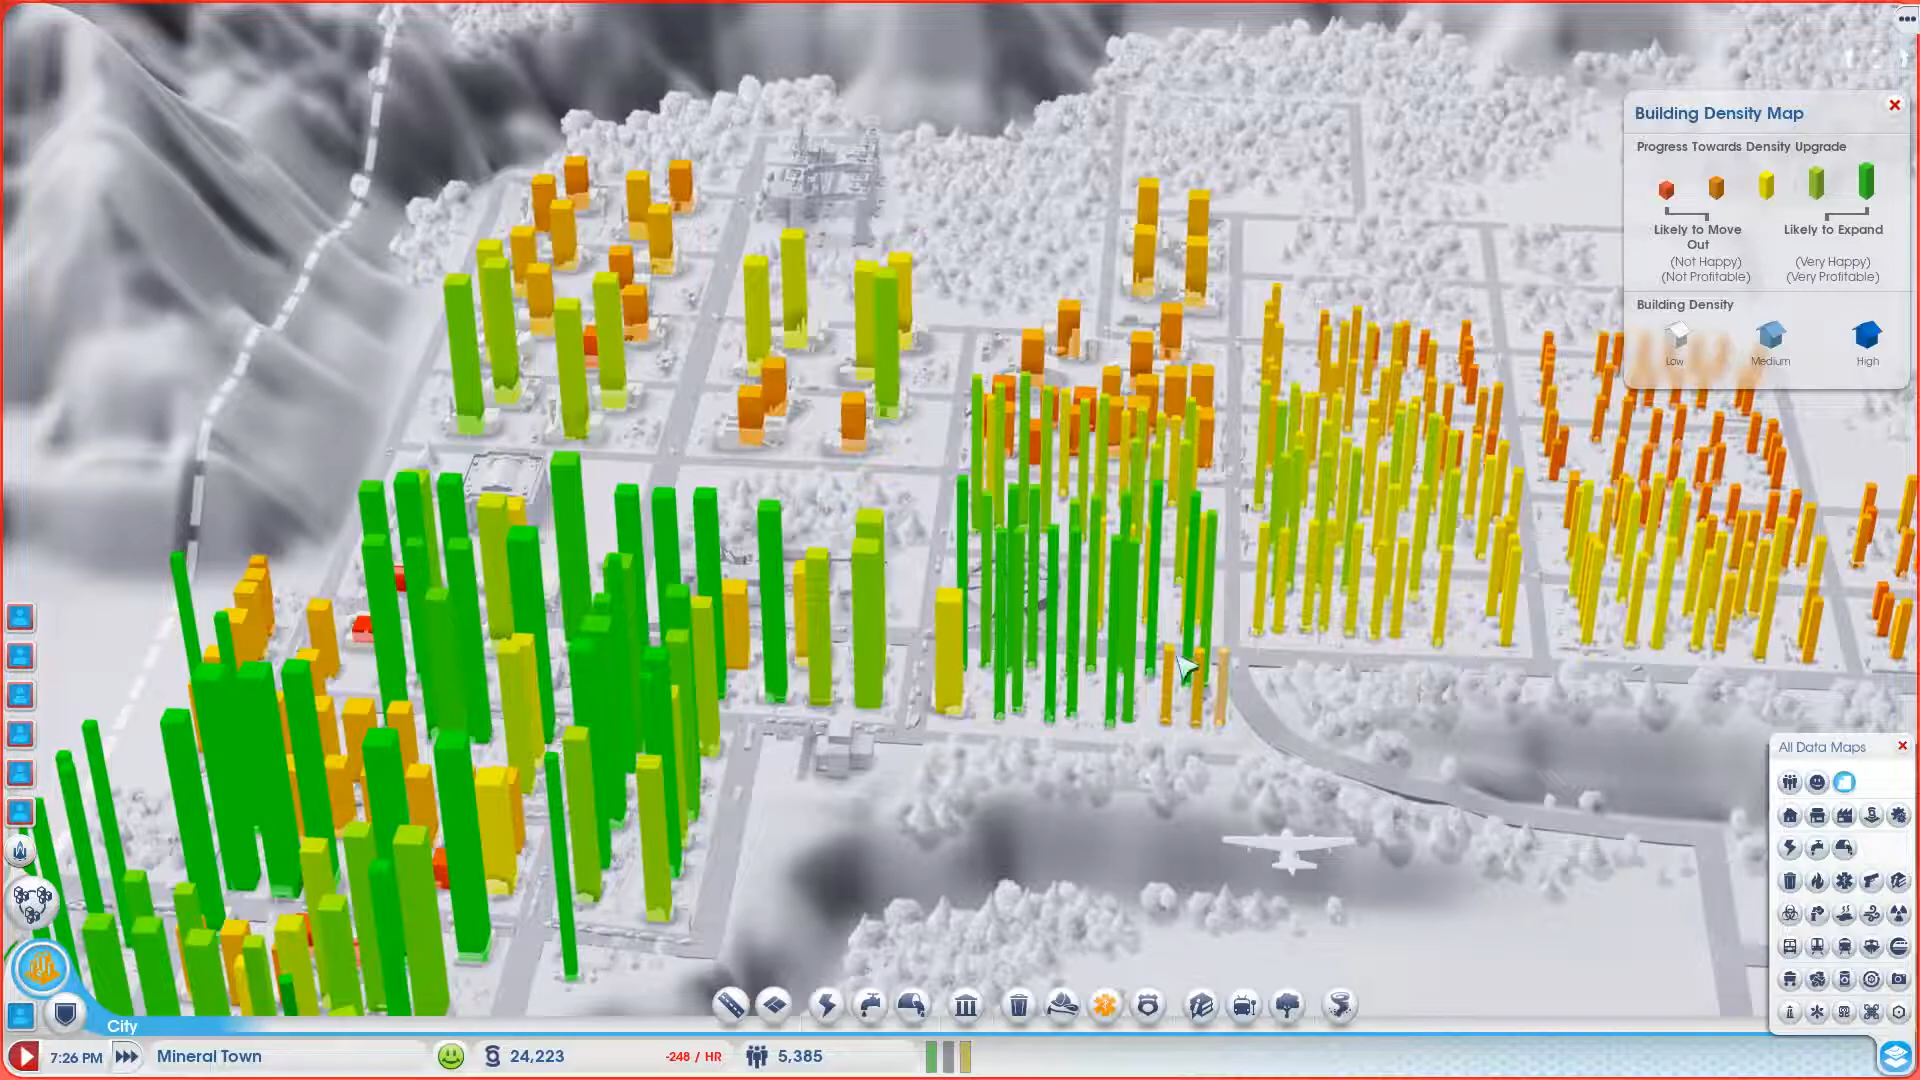 Building Density Map
Progress Towards Density Upgrade
Likely to Move Out
Likely to Expand
(Not Happy)
(Very Happy)
(Not Profitable)
(Very Profitable)
Building Density
Low
Medium
High
All Data Maps
City
7:26 PM
Mineral Town
24,223
-248 / HR
5,385